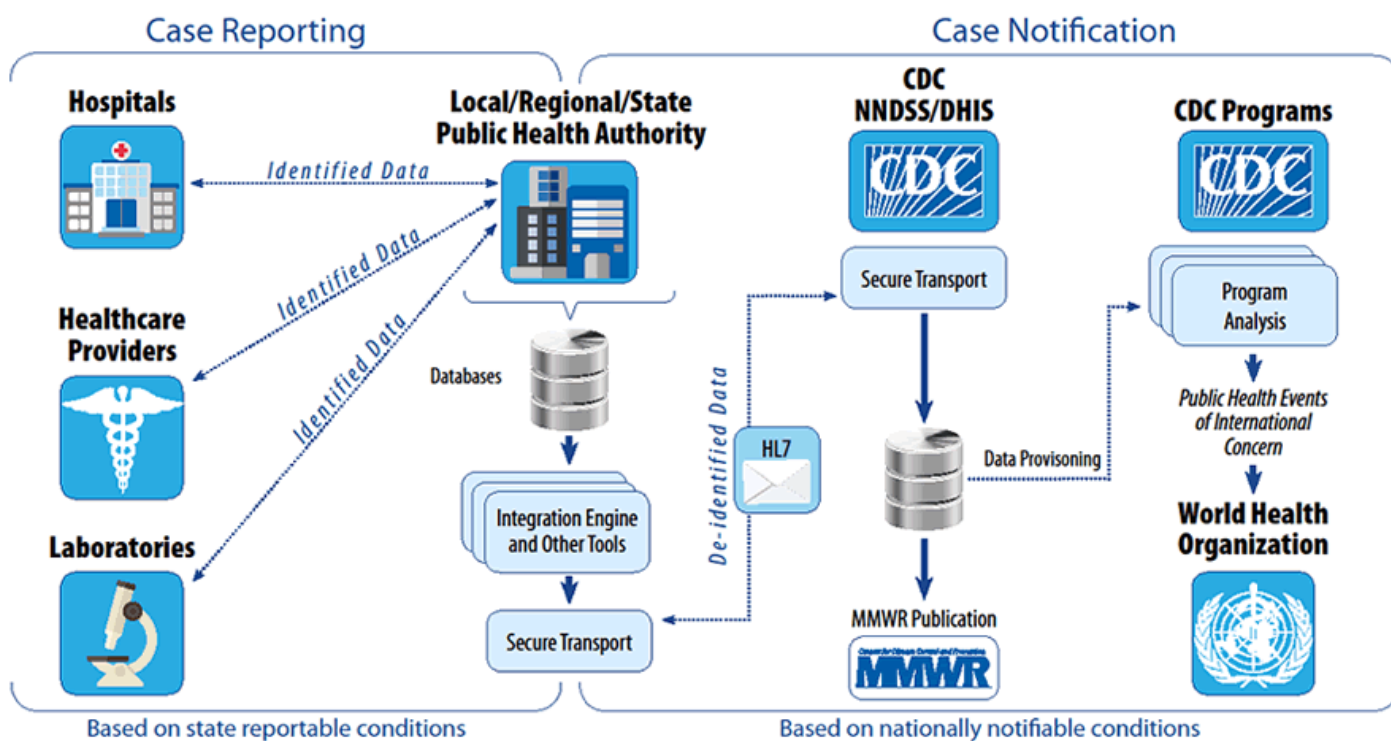 Case Reporting
Case Notification
Hospitals
Local/Regional/State
Public Health Authority
CDC
NNDSS/DHIS
CDC Programs
Identified Data
CDC
CDC
Identified Data
Secure Transport
Program
Analysis
Healthcare
Providers
Identified Data
Databases
De-identified Data
HL7
Data Provisoning
Public Health Events
of International
Concern
Integration Engine
and Other Tools
World Health
Organization
Laboratories
Secure Transport
MMWR Publication
MMWR
Based on state reportable conditions
Based on nationally notifiable conditions